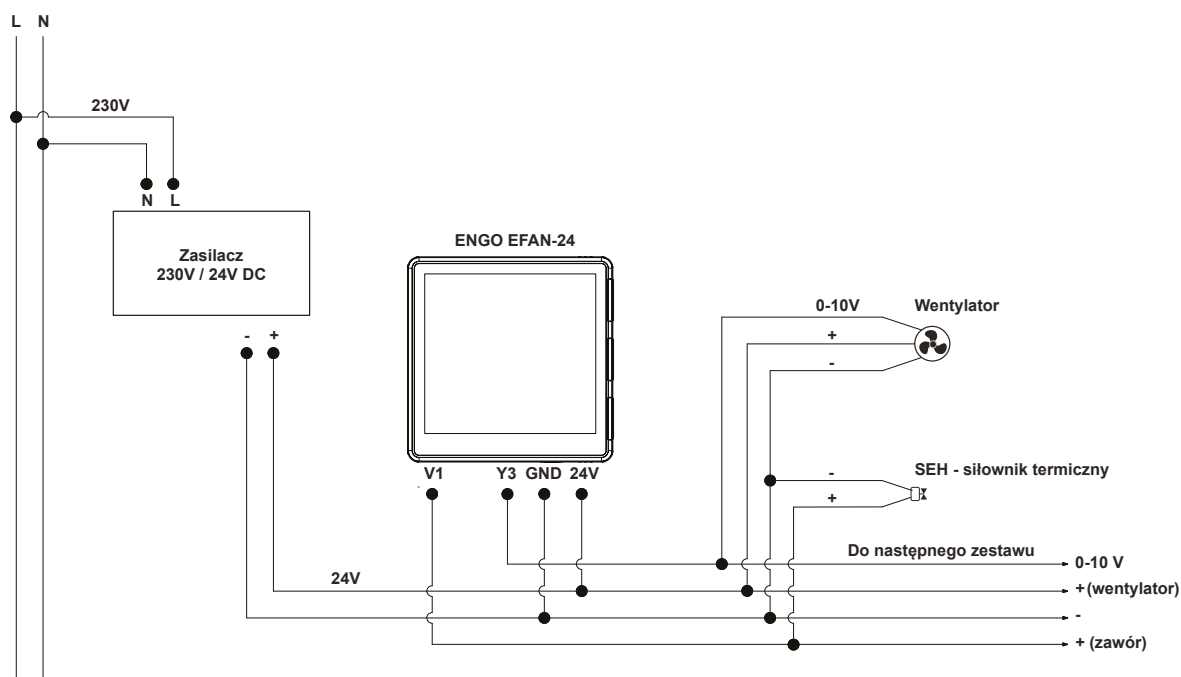 L N
230V
N L
Zasilacz
230V / 24V DC
- +
ENGO EFAN-24
V1 Y3 GND 24V
0-10V
Wentylator
+
-
-
SEH - siłownik termiczny
+
Do następnego zestawu
0-10 V
24V
+(wentylator)
-
+ (zawór)